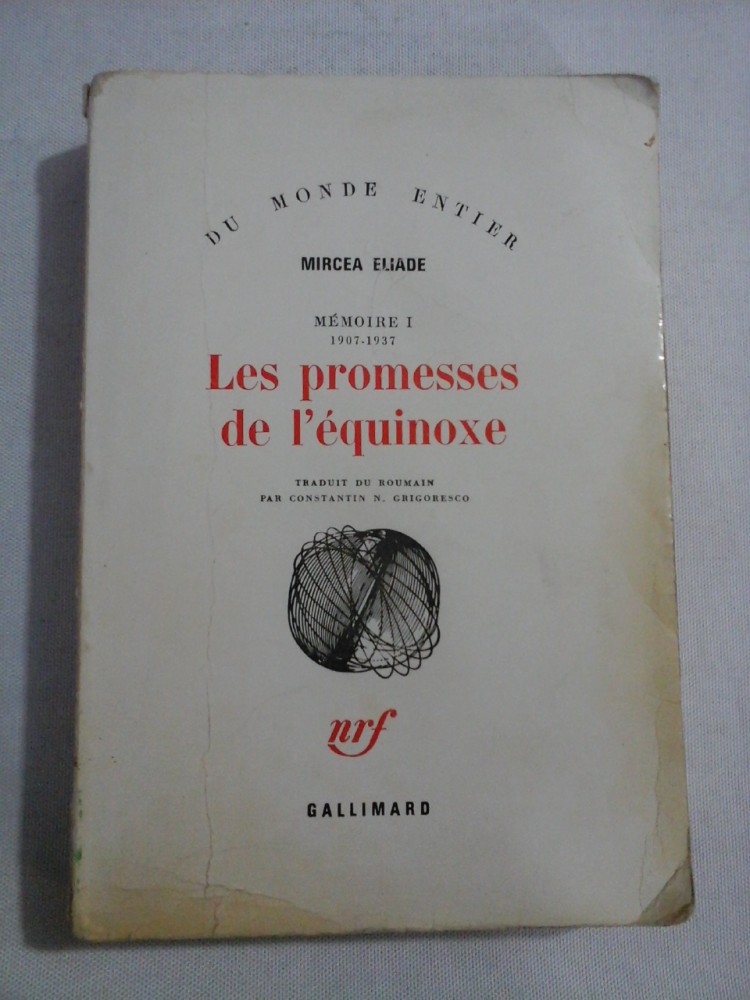 DU MONDE ENTIER
MIRCEA ELIADE
MÉMOIRE I
1907-1937
Les promesses
de l'équinoxe
TRADUIT DU ROUMAIN
PAR CONSTANTIN N. GRIGORESCO
nrf
GALLIMARD